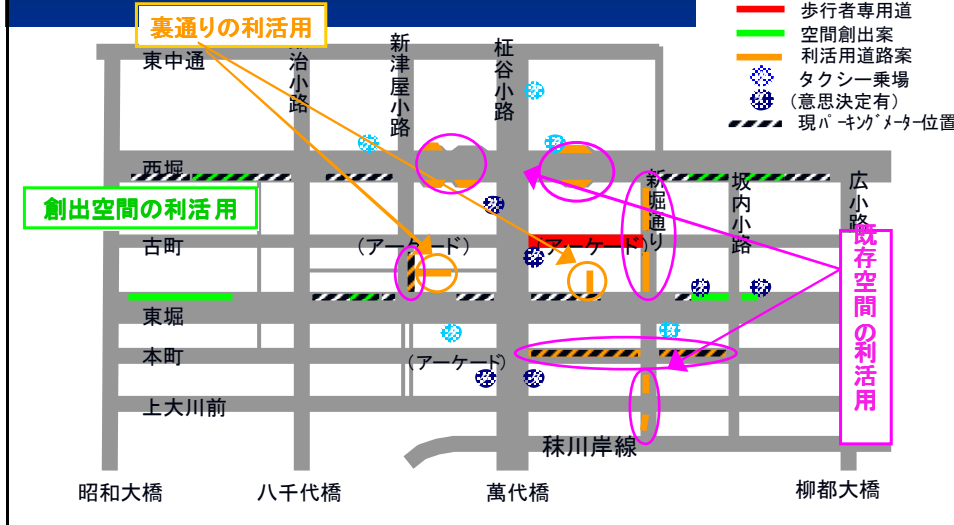 歩行者専用道
空間創出案
利活用道路案
タクシー乗場
(意思決定有)
現パーキングメーター位置
裏通りの利活用
東中通
治小路
新津屋小路
柾谷小路
西堀
新堀通り
坂内小路
広小路
創出空間の利活用
古町
(アーケード)
(アーケード)
既存空間の利活用
東堀
本町
(アーケード)
上大川前
秣川岸線
昭和大橋
八千代橋
萬代橋
柳都大橋